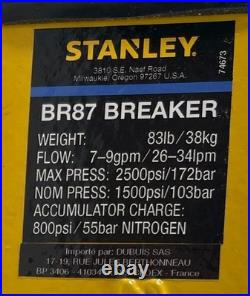 STANLEY
3810 S.E. Naef Road
Milwaukie, Oregon 97267 U.S.A.
74673
BR87 BREAKER
WEIGHT: 83lb/38kg
FLOW: 7-9gpm/26-34lpm
MAX PRESS: 2500psi/172bar
NOM PRESS: 1500psi/103bar
ACCUMULATOR CHARGE:
800psi/55bar NITROGEN
Importé par: DUBUIS SAS
17-19, RUE JULES BERTHONNEAU
BP 3406 - 41034 EX - France